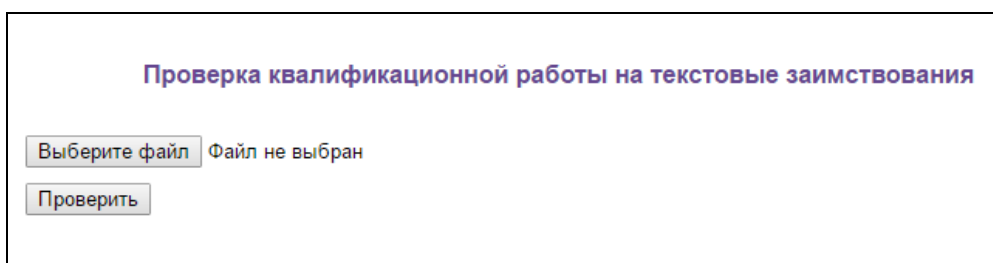 Проверка квалификационной работы на текстовые заимствования
Выберите файл Файл не выбран
Проверить